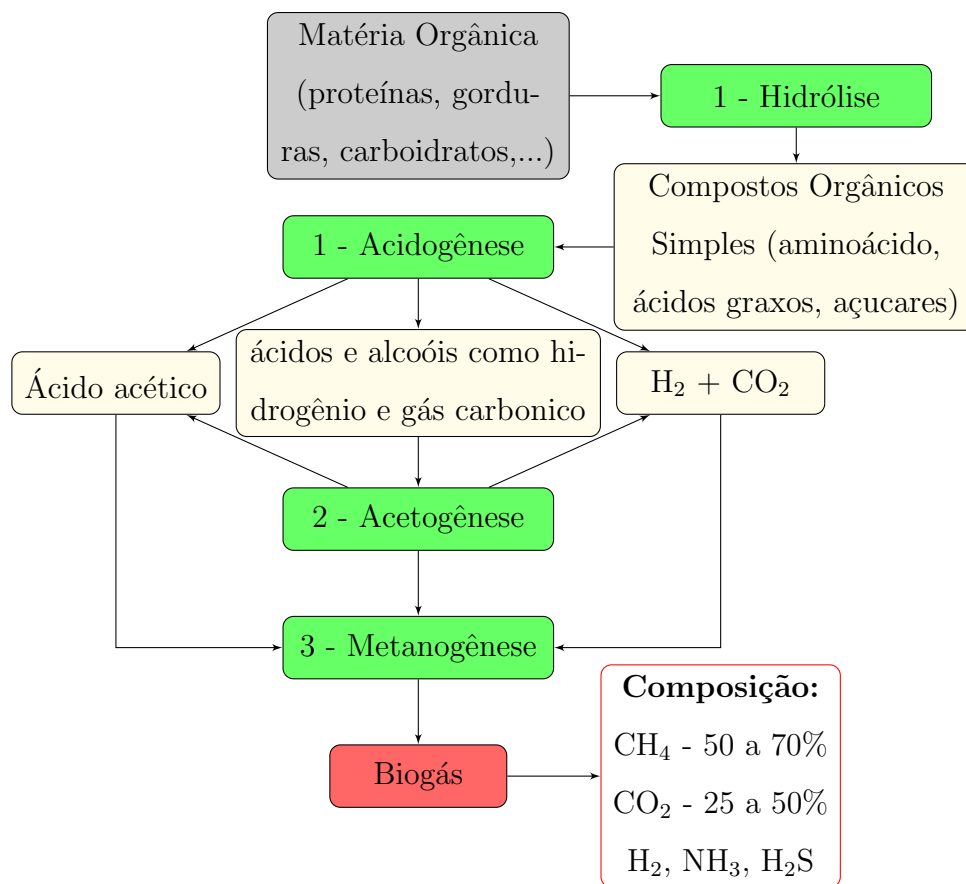 Matéria Orgânica
(proteínas, gordu-
ras, carboidratos,...)
1 - Hidrólise
Compostos Orgânicos
Simples (aminoácido,
ácidos graxos, açucares)
1 - Acidogênese
Ácido acético
ácidos e alcoóis como hi-
drogênio e gás carbonico
H₂ + CO₂
2 - Acetogênese
3 - Metanogênese
Biogás
Composição:
CH₄ - 50 a 70%
CO₂ - 25 a 50%
H₂, NH₃, H₂S